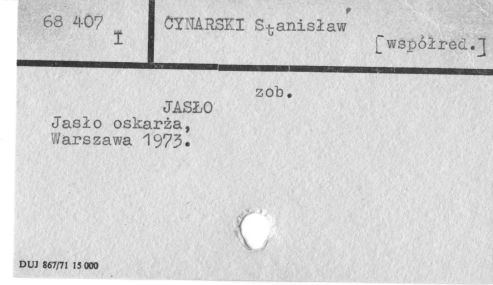 68 407
I
CYNARSKI Stanisław
[współred.]
zob.
JASŁO
Jasło oskarża,
Warszawa 1973.
DUJ 867/71 15 000